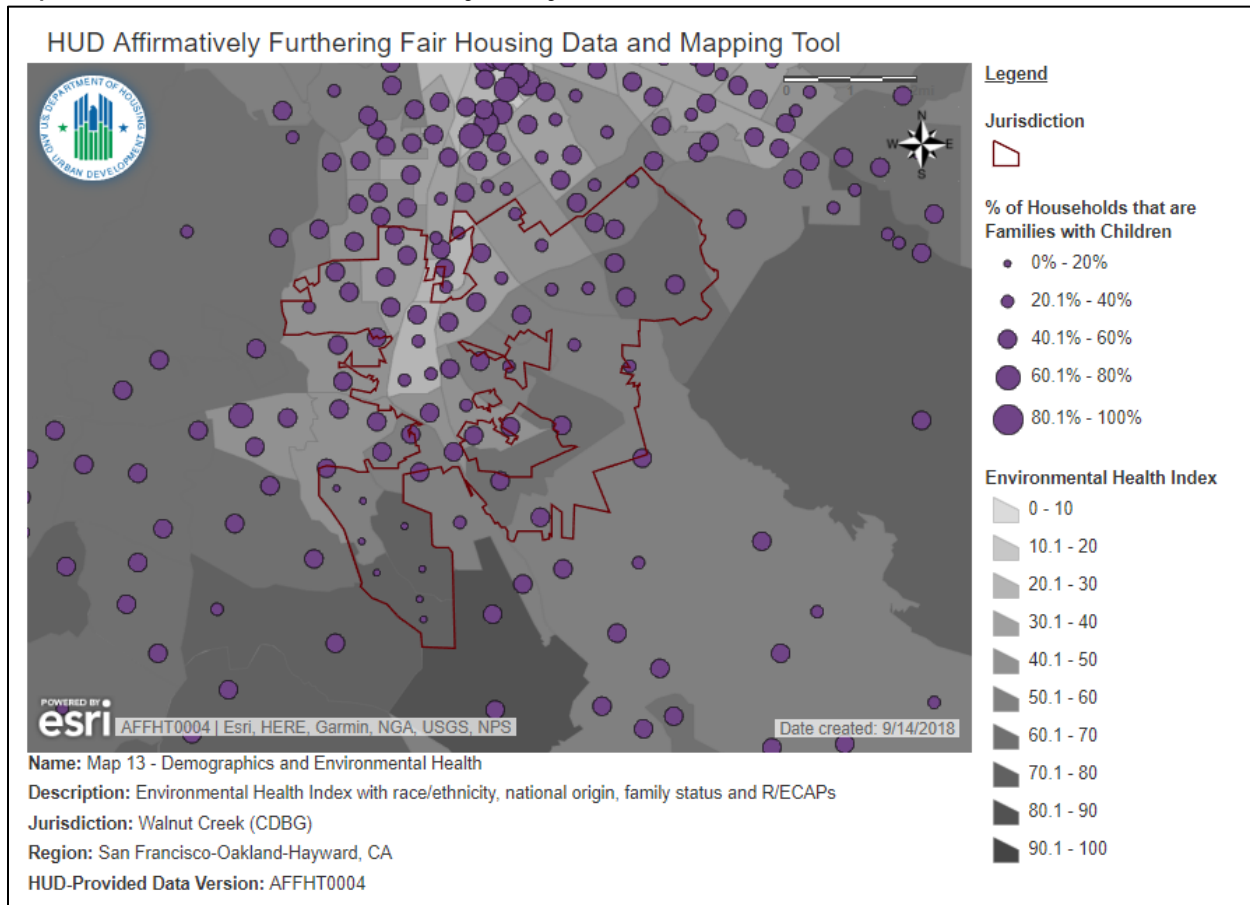 HUD Affirmatively Furthering Fair Housing Data and Mapping Tool
U.S. DEPARTMENT OF HOUSING
AND URBAN DEVELOPMENT
0 1 2mi
N
W E
S
POWERED BY
esri
AFFHT0004 | Esri, HERE, Garmin, NGA, USGS, NPS
Date created: 9/14/2018
Legend
Jurisdiction
% of Households that are
Families with Children
0% - 20%
20.1% - 40%
40.1% - 60%
60.1% - 80%
80.1% - 100%
Environmental Health Index
0 - 10
10.1 - 20
20.1 - 30
30.1 - 40
40.1 - 50
50.1 - 60
60.1 - 70
70.1 - 80
80.1 - 90
90.1 - 100
Name: Map 13 - Demographics and Environmental Health
Description: Environmental Health Index with race/ethnicity, national origin, family status and R/ECAPs
Jurisdiction: Walnut Creek (CDBG)
Region: San Francisco-Oakland-Hayward, CA
HUD-Provided Data Version: AFFHT0004